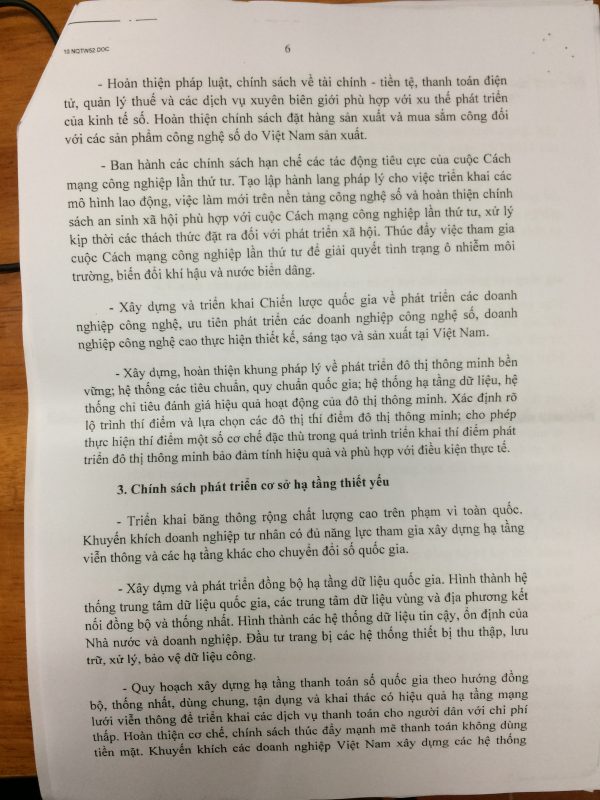 10 NQTW52.DOC
6
- Hoàn thiện pháp luật, chính sách về tài chính - tiền tệ, thanh toán điện
tử, quản lý thuế và các dịch vụ xuyên biên giới phù hợp với xu thế phát triển
của kinh tế số. Hoàn thiện chính sách đặt hàng sản xuất và mua sắm công đối
với các sản phẩm công nghệ số do Việt Nam sản xuất.
- Ban hành các chính sách hạn chế các tác động tiêu cực của cuộc Cách
mạng công nghiệp lần thứ tư. Tạo lập hành lang pháp lý cho việc triển khai các
mô hình lao động, việc làm mới trên nền tảng công nghệ số và hoàn thiện chính
sách an sinh xã hội phù hợp với cuộc Cách mạng công nghiệp lần thứ tư, xử lý
kịp thời các thách thức đặt ra đối với phát triển xã hội. Thúc đẩy việc tham gia
cuộc Cách mạng công nghiệp lần thứ tư để giải quyết tình trạng ô nhiễm môi
trường, biến đổi khí hậu và nước biển dâng.
- Xây dựng và triển khai Chiến lược quốc gia về phát triển các doanh
nghiệp công nghệ, ưu tiên phát triển các doanh nghiệp công nghệ số, doanh
nghiệp công nghệ cao thực hiện thiết kế, sáng tạo và sản xuất tại Việt Nam.
- Xây dựng, hoàn thiện khung pháp lý về phát triển đô thị thông minh bền
vững; hệ thống các tiêu chuẩn, quy chuẩn quốc gia; hệ thống hạ tầng dữ liệu, hệ
thống chỉ tiêu đánh giá hiệu quả hoạt động của đô thị thông minh. Xác định rõ
lộ trình thí điểm và lựa chọn các đô thị thí điểm đô thị thông minh; cho phép
thực hiện thí điểm một số cơ chế đặc thù trong quá trình triển khai thí điểm phát
triển đô thị thông minh bảo đảm tính hiệu quả và phù hợp với điều kiện thực tế.
3. Chính sách phát triển cơ sở hạ tầng thiết yếu
- Triển khai băng thông rộng chất lượng cao trên phạm vi toàn quốc.
Khuyến khích doanh nghiệp tư nhân có đủ năng lực tham gia xây dựng hạ tầng
viễn thông và các hạ tầng khác cho chuyển đổi số quốc gia.
- Xây dựng và phát triển đồng bộ hạ tầng dữ liệu quốc gia. Hình thành hệ
thống trung tâm dữ liệu quốc gia, các trung tâm dữ liệu vùng và địa phương kết
nối đồng bộ và thống nhất. Hình thành các hệ thống dữ liệu tin cậy, ổn định của
Nhà nước và doanh nghiệp. Đầu tư trang bị các hệ thống thiết bị thu thập, lưu
trữ, xử lý, bảo vệ dữ liệu công.
- Quy hoạch xây dựng hạ tầng thanh toán số quốc gia theo hướng đồng
bộ, thống nhất, dùng chung, tận dụng và khai thác có hiệu quả hạ tầng mạng
lưới viễn thông để triển khai các dịch vụ thanh toán cho người dân với chi phí
thấp. Hoàn thiện cơ chế, chính sách thúc đẩy mạnh mẽ thanh toán không dùng
tiền mặt. Khuyến khích các doanh nghiệp Việt Nam xây dựng các hệ thống